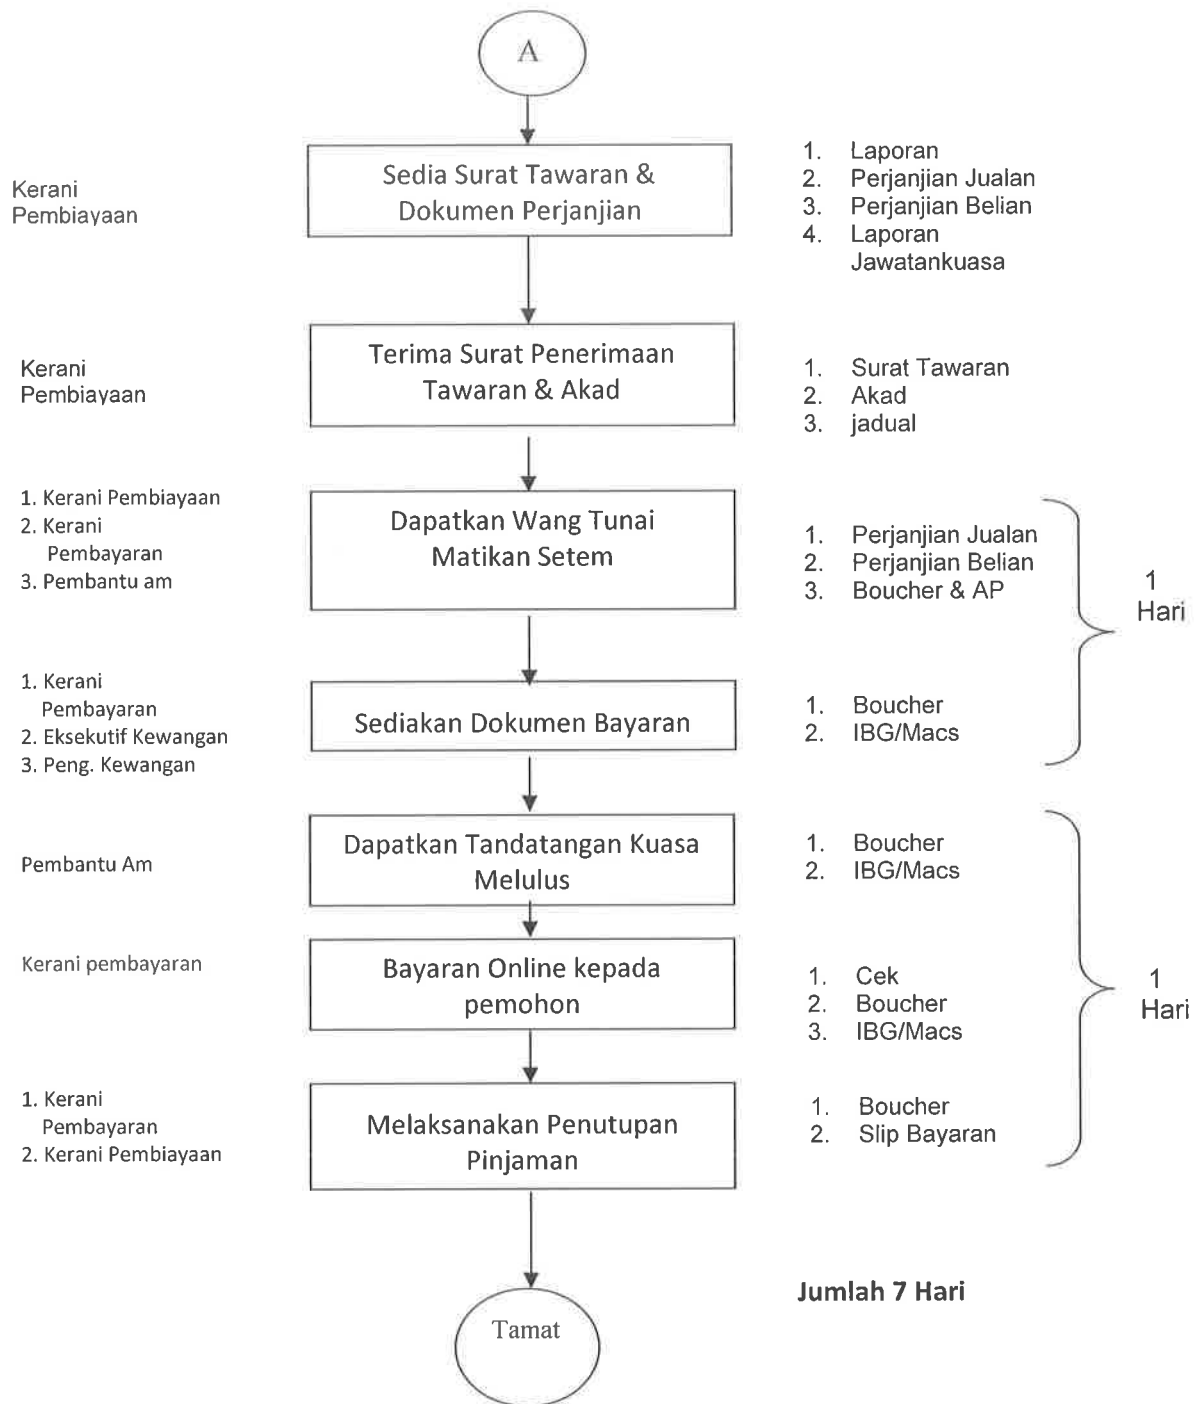 A
Kerani
Pembiayaan
Sedia Surat Tawaran &
Dokumen Perjanjian
1. Laporan
2. Perjanjian Jualan
3. Perjanjian Belian
4. Laporan
Jawatankuasa
Kerani
Pembiayaan
Terima Surat Penerimaan
Tawaran & Akad
1. Surat Tawaran
2. Akad
3. jadual
1. Kerani Pembiayaan
2. Kerani
Pembayaran
3. Pembantu am
Dapatkan Wang Tunai
Matikan Setem
1. Perjanjian Jualan
2. Perjanjian Belian
3. Boucher & AP
1
Hari
1. Kerani
Pembayaran
2. Eksekutif Kewangan
3. Peng. Kewangan
Sediakan Dokumen Bayaran
1. Boucher
2. IBG/Macs
Pembantu Am
Dapatkan Tandatangan Kuasa
Melulus
1. Boucher
2. IBG/Macs
Kerani pembayaran
Bayaran Online kepada
pemohon
1. Cek
2. Boucher
3. IBG/Macs
1
Hari
1. Kerani
Pembayaran
2. Kerani Pembiayaan
Melaksanakan Penutupan
Pinjaman
1. Boucher
2. Slip Bayaran
Jumlah 7 Hari
Tamat